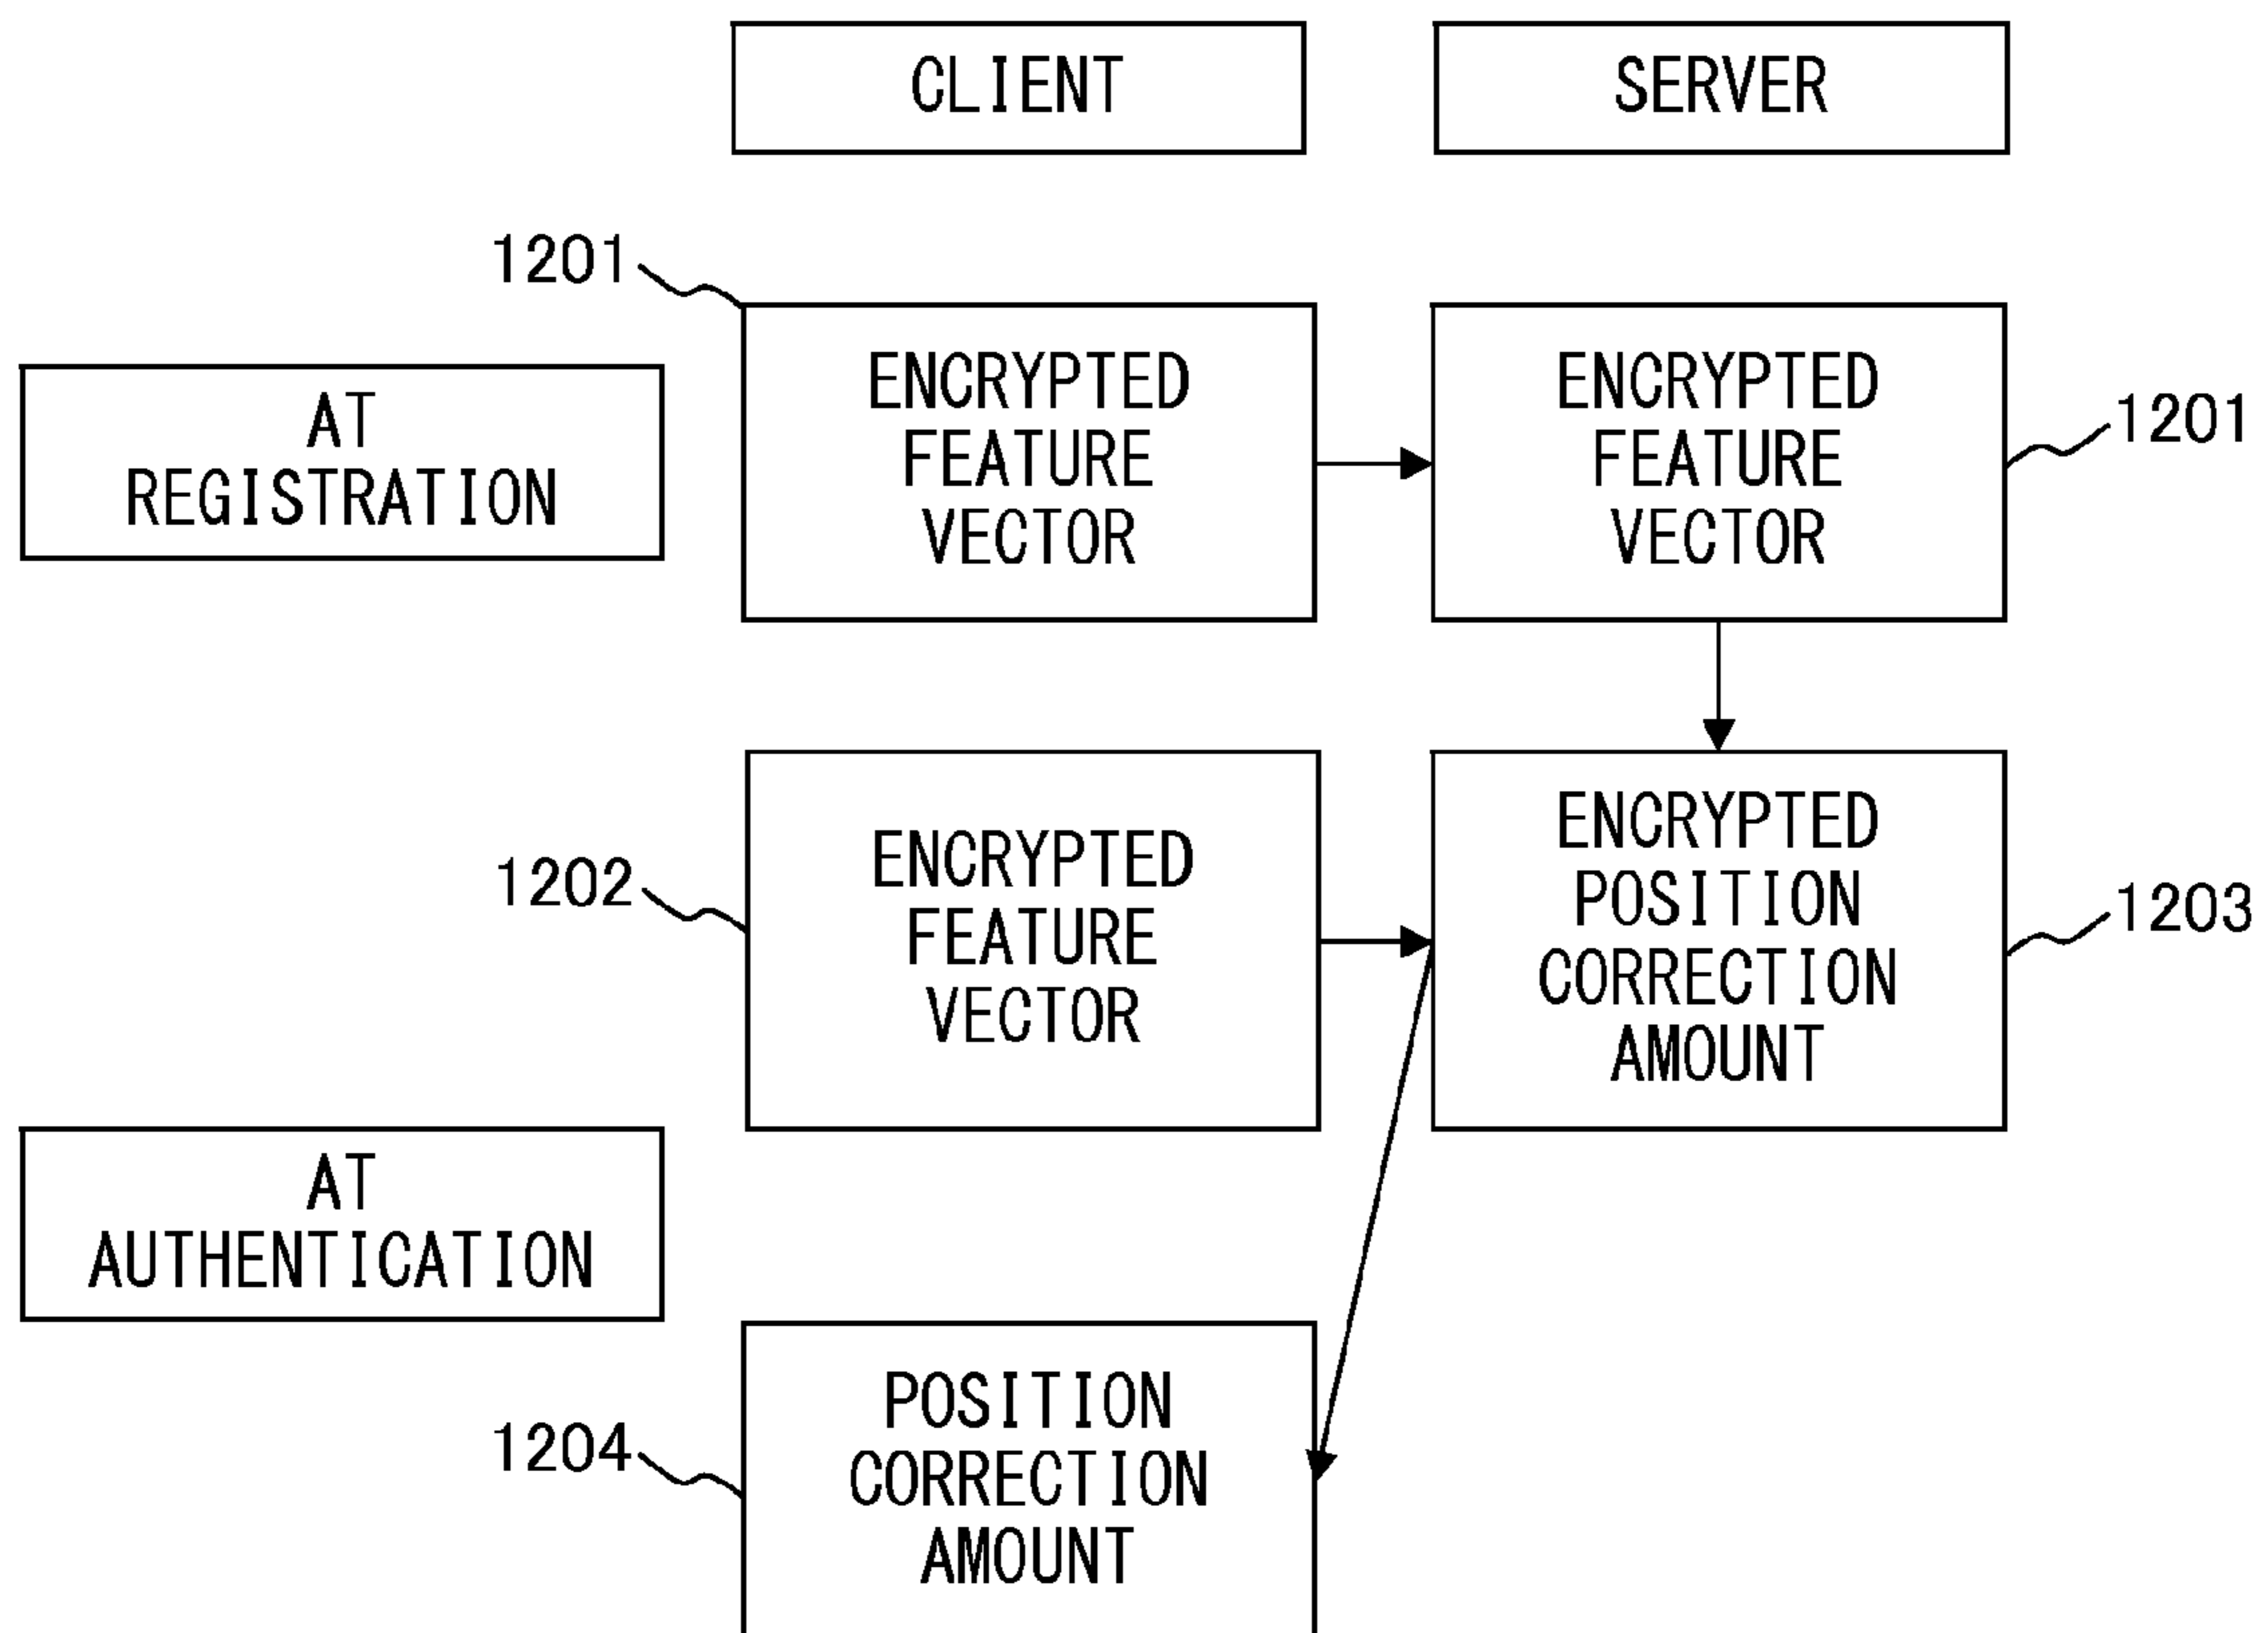 CLIENT
SERVER
1201
AT
REGISTRATION
ENCRYPTED
FEATURE
VECTOR
ENCRYPTED
FEATURE
VECTOR
1201
1202
ENCRYPTED
FEATURE
VECTOR
ENCRYPTED
POSITION
CORRECTION
AMOUNT
1203
AT
AUTHENTICATION
1204
POSITION
CORRECTION
AMOUNT